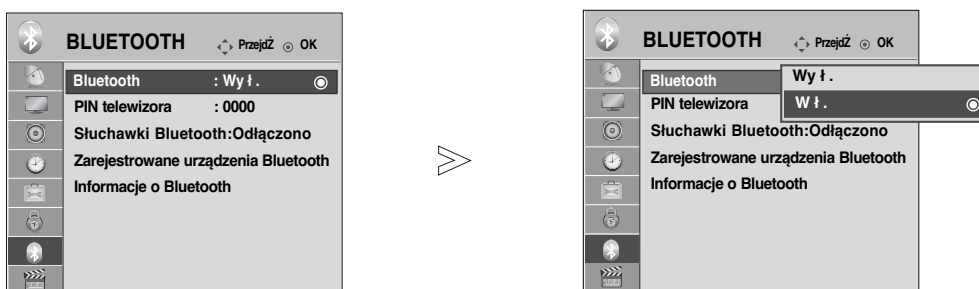 BLUETOOTH PrzejdŹ OK
Bluetooth : Wył.
PIN telewizora : 0000
Słuchawki Bluetooth:Odłączono
Zarejestrowane urządzenia Bluetooth
Informacje o Bluetooth
BLUETOOTH PrzejdŹ OK
Bluetooth Wył.
PIN telewizora Wł.
Słuchawki Bluetooth:Odłączono
Zarejestrowane urządzenia Bluetooth
Informacje o Bluetooth